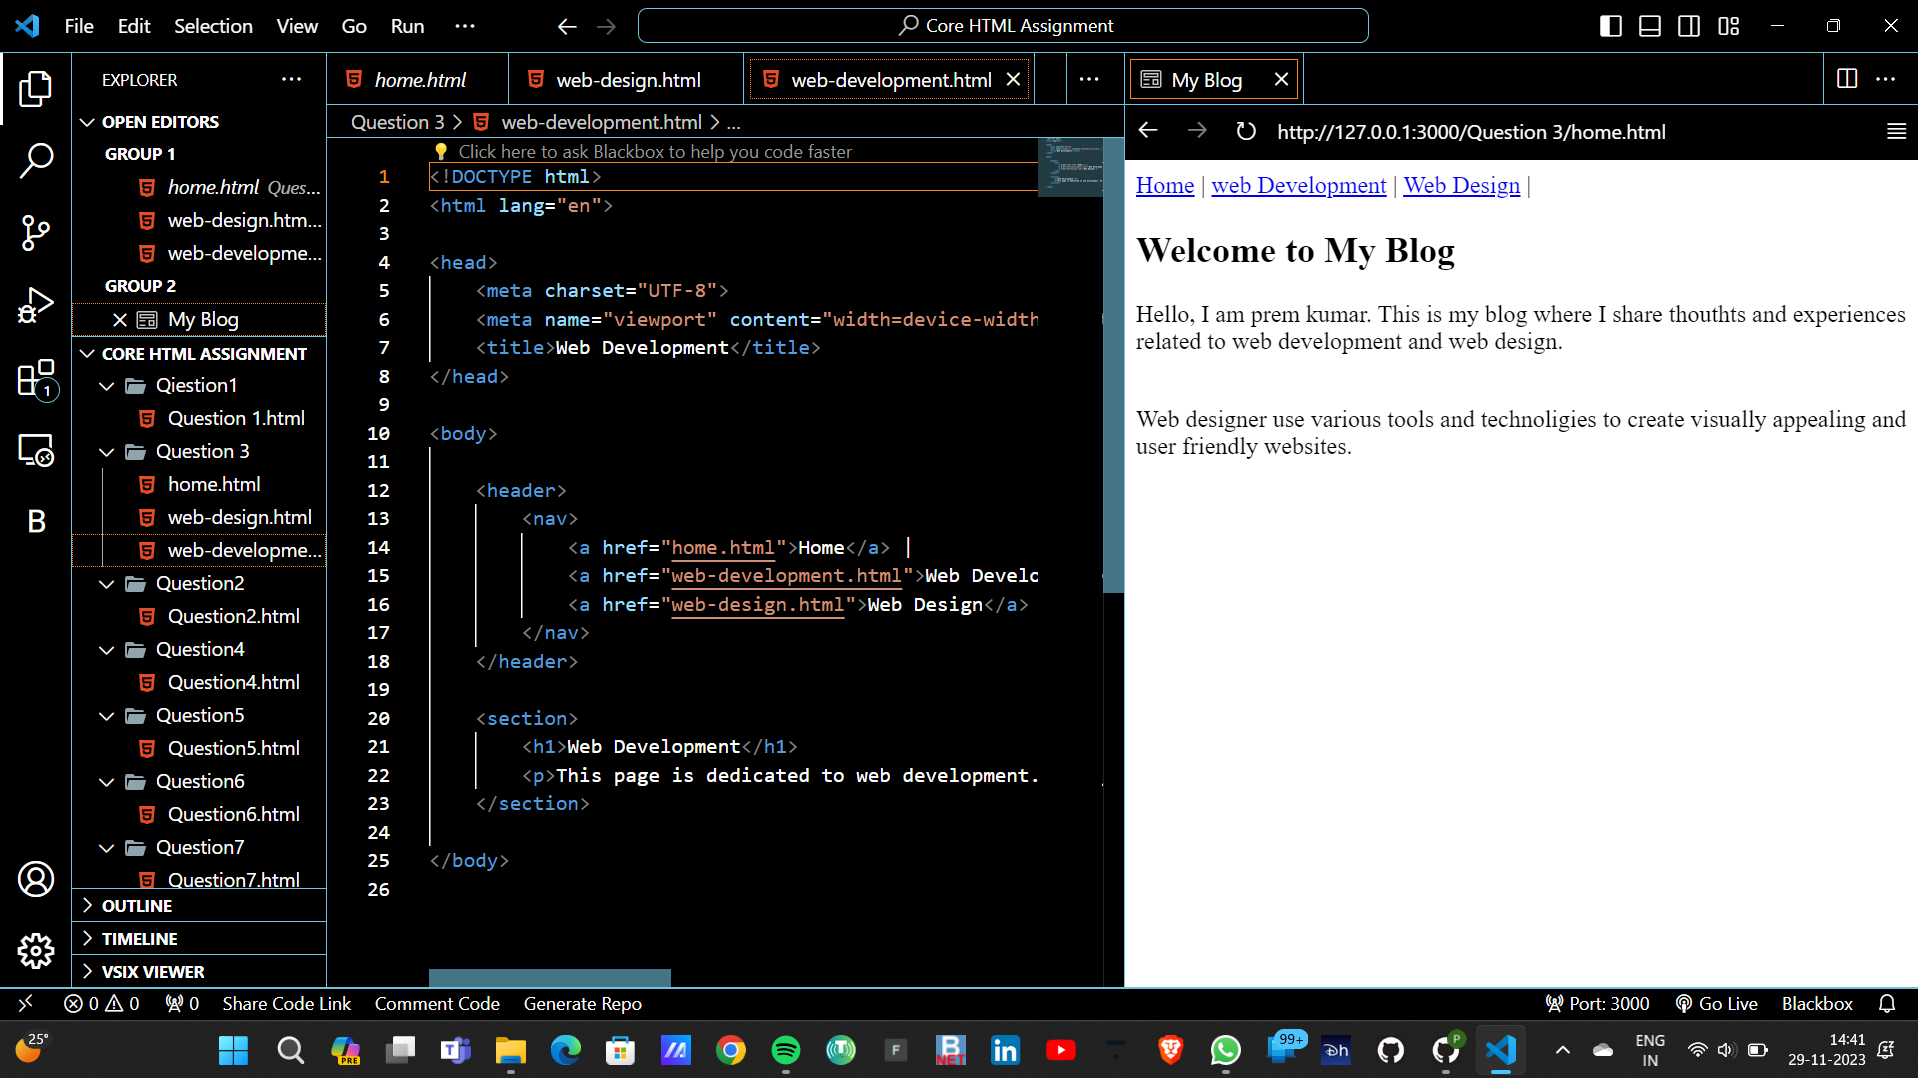 File Edit Selection View Go Run ··· Core HTML Assignment
EXPLORER ···
OPEN EDITORS
GROUP 1
home.html Ques...
web-design.htm...
web-developme...
GROUP 2
My Blog
CORE HTML ASSIGNMENT
Qiestion1
Question 1.html
Question 3
home.html
web-design.html
web-developme...
Question2
Question2.html
Question4
Question4.html
Question5
Question5.html
Question6
Question6.html
Question7
Question7.html
OUTLINE
TIMELINE
VSIX VIEWER
1
B
home.html web-design.html web-development.html ···
Question 3 > web-development.html > ...
Click here to ask Blackbox to help you code faster
1 <!DOCTYPE html>
2 <html lang="en">
3
4 <head>
5 <meta charset="UTF-8">
6 <meta name="viewport" content="width=device-width
7 <title>Web Development</title>
8 </head>
9
10 <body>
11
12 <header>
13 <nav>
14 <a href="home.html">Home</a> |
15 <a href="web-development.html">Web Develo
16 <a href="web-design.html">Web Design</a>
17 </nav>
18 </header>
19
20 <section>
21 <h1>Web Development</h1>
22 <p>This page is dedicated to web development.
23 </section>
24
25 </body>
26
My Blog ···
http://127.0.0.1:3000/Question 3/home.html
Home | web Development | Web Design |
Welcome to My Blog
Hello, I am prem kumar. This is my blog where I share thouthts and experiences
related to web development and web design.
Web designer use various tools and technoligies to create visually appealing and
user friendly websites.
0 0 0 Share Code Link Comment Code Generate Repo Port: 3000 Go Live Blackbox
25° PRE F B.NET in 99+ Dh P ENG IN 14:41
29-11-2023